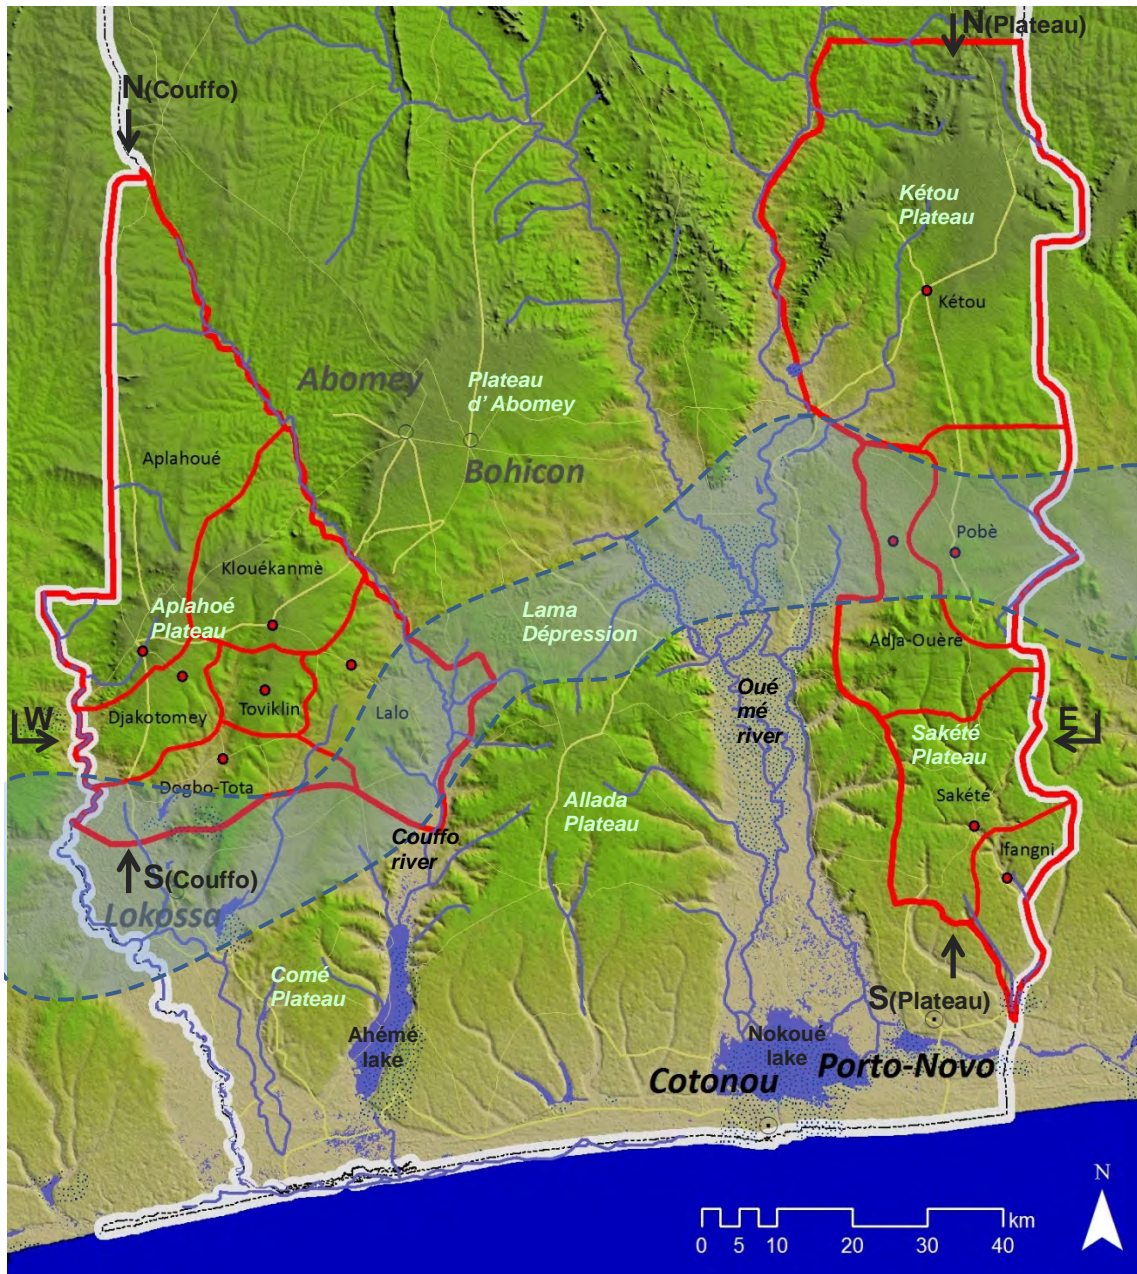 N(Plateau)
N(Couffo)
Kétou
Plateau
Kétou
Abomey
Plateau
d’ Abomey
Aplahoué
Bohicon
Pobè
Klouékanmè
Aplahoé
Plateau
Lama
Dépression
Adja-Ouèrè
Oué
mé
river
Toviklin
Djakotomey
Lalo
W
E
Sakété
Plateau
Dogbo-Tota
Sakété
Allada
Plateau
Couffo
river
Ifangni
S(Couffo)
Lokossa
Comé
Plateau
S(Plateau)
Ahémé
lake
Nokoué
lake
Porto-Novo
Cotonou
N
km
0 5 10 20 30 40